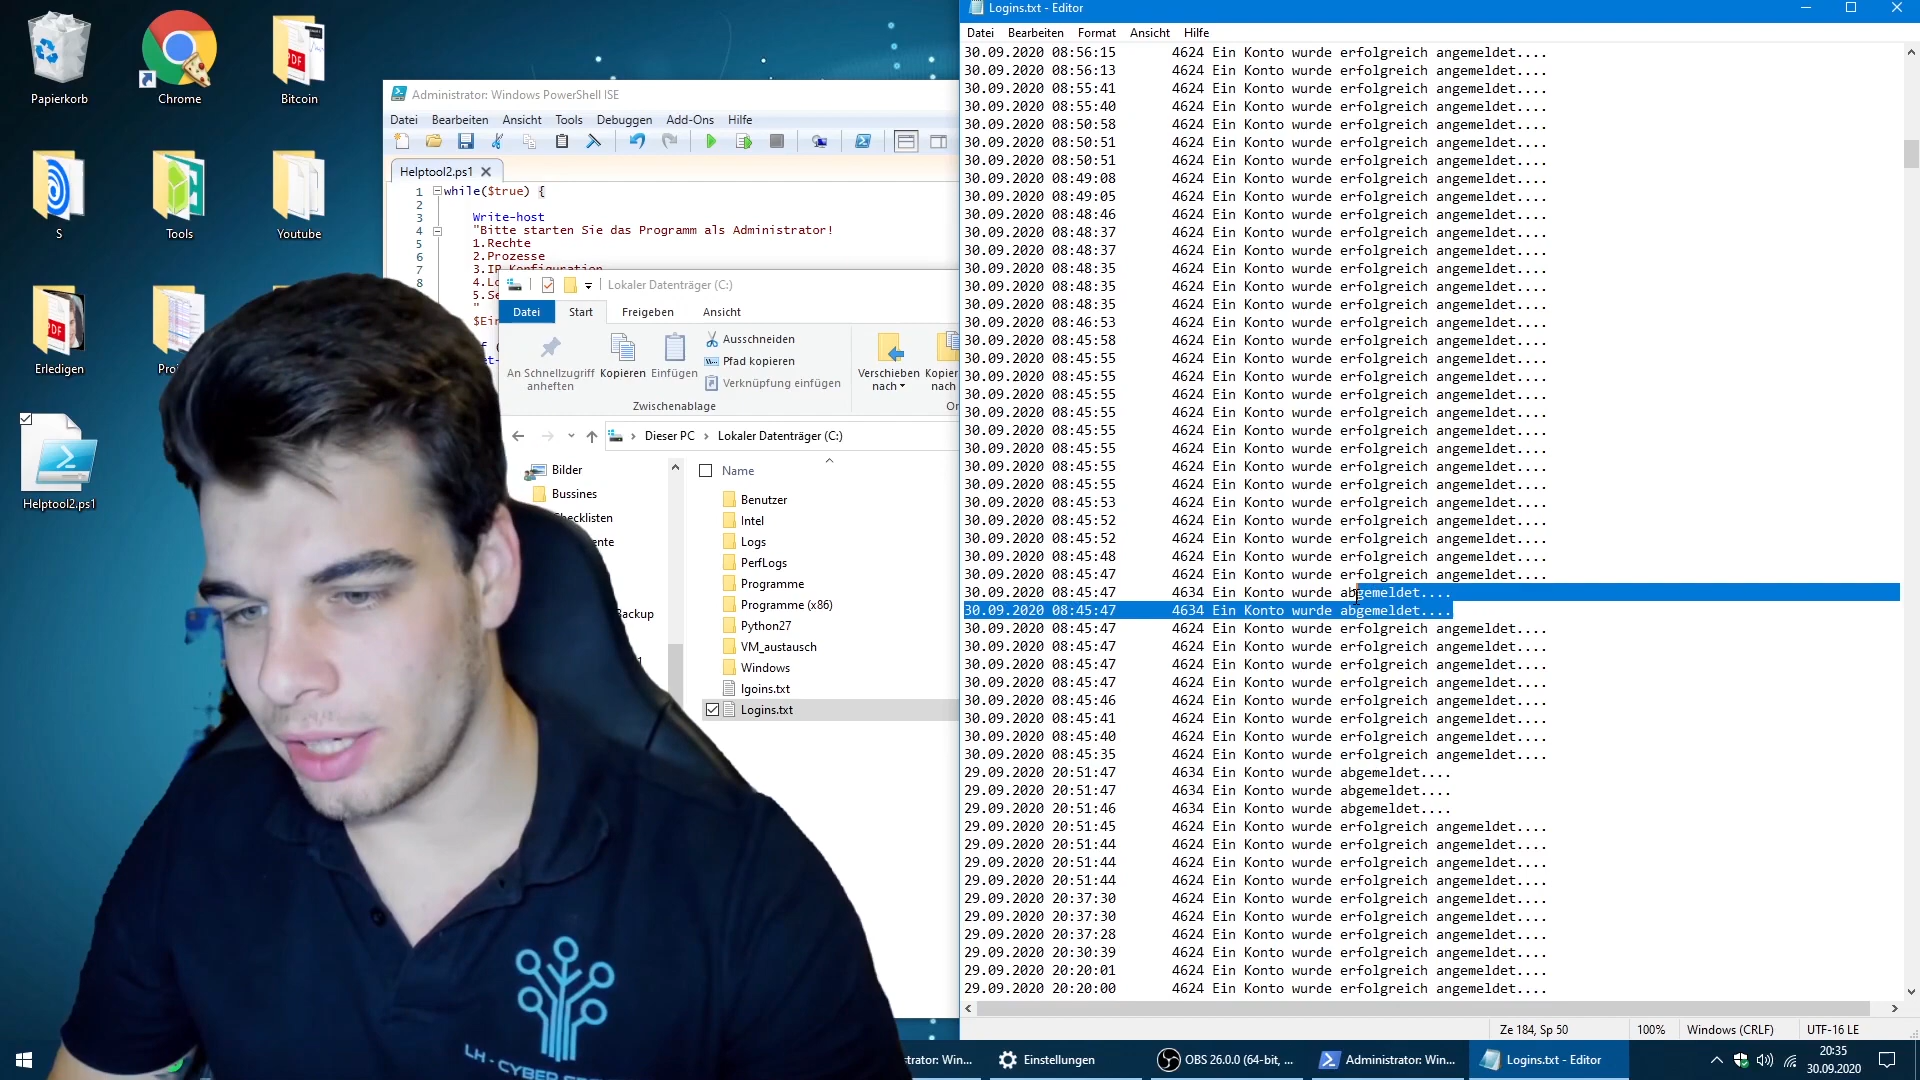 Papierkorb
Chrome
Bitcoin
S
Tools
Youtube
Erledigen
Helptool2.ps1
Administrator: Windows PowerShell ISE
Datei Bearbeiten Ansicht Tools Debuggen Add-Ons Hilfe
Helptool2.ps1
1 while($true) {
2
3 Write-host
4 "Bitte starten Sie das Programm als Administrator!
5 1.Rechte
6 2.Prozesse
7 3.IP Konfiguration
8
Lokaler Datenträger (C:)
Datei Start Freigeben Ansicht
An Schnellzugriff anheften
Kopieren
Einfügen
Ausschneiden
Pfad kopieren
Verknüpfung einfügen
Verschieben nach
Zwischenablage
Dieser PC > Lokaler Datenträger (C:)
Bilder
Bussines
Name
Benutzer
Intel
Logs
PerfLogs
Programme
Programme (x86)
Python27
VM_austausch
Windows
lgoins.txt
Logins.txt
Logins.txt - Editor
Datei Bearbeiten Format Ansicht Hilfe
30.09.2020 08:56:15 4624 Ein Konto wurde erfolgreich angemeldet....
30.09.2020 08:56:13 4624 Ein Konto wurde erfolgreich angemeldet....
30.09.2020 08:55:41 4624 Ein Konto wurde erfolgreich angemeldet....
30.09.2020 08:55:40 4624 Ein Konto wurde erfolgreich angemeldet....
30.09.2020 08:50:58 4624 Ein Konto wurde erfolgreich angemeldet....
30.09.2020 08:50:51 4624 Ein Konto wurde erfolgreich angemeldet....
30.09.2020 08:50:51 4624 Ein Konto wurde erfolgreich angemeldet....
30.09.2020 08:49:08 4624 Ein Konto wurde erfolgreich angemeldet....
30.09.2020 08:49:05 4624 Ein Konto wurde erfolgreich angemeldet....
30.09.2020 08:48:46 4624 Ein Konto wurde erfolgreich angemeldet....
30.09.2020 08:48:37 4624 Ein Konto wurde erfolgreich angemeldet....
30.09.2020 08:48:37 4624 Ein Konto wurde erfolgreich angemeldet....
30.09.2020 08:48:35 4624 Ein Konto wurde erfolgreich angemeldet....
30.09.2020 08:48:35 4624 Ein Konto wurde erfolgreich angemeldet....
30.09.2020 08:48:35 4624 Ein Konto wurde erfolgreich angemeldet....
30.09.2020 08:46:53 4624 Ein Konto wurde erfolgreich angemeldet....
30.09.2020 08:45:58 4624 Ein Konto wurde erfolgreich angemeldet....
30.09.2020 08:45:55 4624 Ein Konto wurde erfolgreich angemeldet....
30.09.2020 08:45:55 4624 Ein Konto wurde erfolgreich angemeldet....
30.09.2020 08:45:55 4624 Ein Konto wurde erfolgreich angemeldet....
30.09.2020 08:45:55 4624 Ein Konto wurde erfolgreich angemeldet....
30.09.2020 08:45:55 4624 Ein Konto wurde erfolgreich angemeldet....
30.09.2020 08:45:55 4624 Ein Konto wurde erfolgreich angemeldet....
30.09.2020 08:45:55 4624 Ein Konto wurde erfolgreich angemeldet....
30.09.2020 08:45:55 4624 Ein Konto wurde erfolgreich angemeldet....
30.09.2020 08:45:53 4624 Ein Konto wurde erfolgreich angemeldet....
30.09.2020 08:45:52 4624 Ein Konto wurde erfolgreich angemeldet....
30.09.2020 08:45:52 4624 Ein Konto wurde erfolgreich angemeldet....
30.09.2020 08:45:48 4624 Ein Konto wurde erfolgreich angemeldet....
30.09.2020 08:45:47 4624 Ein Konto wurde erfolgreich angemeldet....
30.09.2020 08:45:47 4634 Ein Konto wurde abgemeldet....
30.09.2020 08:45:47 4634 Ein Konto wurde abgemeldet....
30.09.2020 08:45:47 4624 Ein Konto wurde erfolgreich angemeldet....
30.09.2020 08:45:47 4624 Ein Konto wurde erfolgreich angemeldet....
30.09.2020 08:45:47 4624 Ein Konto wurde erfolgreich angemeldet....
30.09.2020 08:45:47 4624 Ein Konto wurde erfolgreich angemeldet....
30.09.2020 08:45:46 4624 Ein Konto wurde erfolgreich angemeldet....
30.09.2020 08:45:41 4624 Ein Konto wurde erfolgreich angemeldet....
30.09.2020 08:45:40 4624 Ein Konto wurde erfolgreich angemeldet....
30.09.2020 08:45:35 4624 Ein Konto wurde erfolgreich angemeldet....
29.09.2020 20:51:47 4634 Ein Konto wurde abgemeldet....
29.09.2020 20:51:47 4634 Ein Konto wurde abgemeldet....
29.09.2020 20:51:46 4634 Ein Konto wurde abgemeldet....
29.09.2020 20:51:45 4624 Ein Konto wurde erfolgreich angemeldet....
29.09.2020 20:51:44 4624 Ein Konto wurde erfolgreich angemeldet....
29.09.2020 20:51:44 4624 Ein Konto wurde erfolgreich angemeldet....
29.09.2020 20:51:44 4624 Ein Konto wurde erfolgreich angemeldet....
29.09.2020 20:37:30 4624 Ein Konto wurde erfolgreich angemeldet....
29.09.2020 20:37:30 4624 Ein Konto wurde erfolgreich angemeldet....
29.09.2020 20:37:28 4624 Ein Konto wurde erfolgreich angemeldet....
29.09.2020 20:30:39 4624 Ein Konto wurde erfolgreich angemeldet....
29.09.2020 20:20:01 4624 Ein Konto wurde erfolgreich angemeldet....
29.09.2020 20:20:00 4624 Ein Konto wurde erfolgreich angemeldet....
Ze 184, Sp 50 100% Windows (CRLF) UTF-16 LE
LH - CYBER
Einstellungen
OBS 26.0.0 (64-bit, ...
Administrator: Win...
Logins.txt - Editor
20:35
30.09.2020